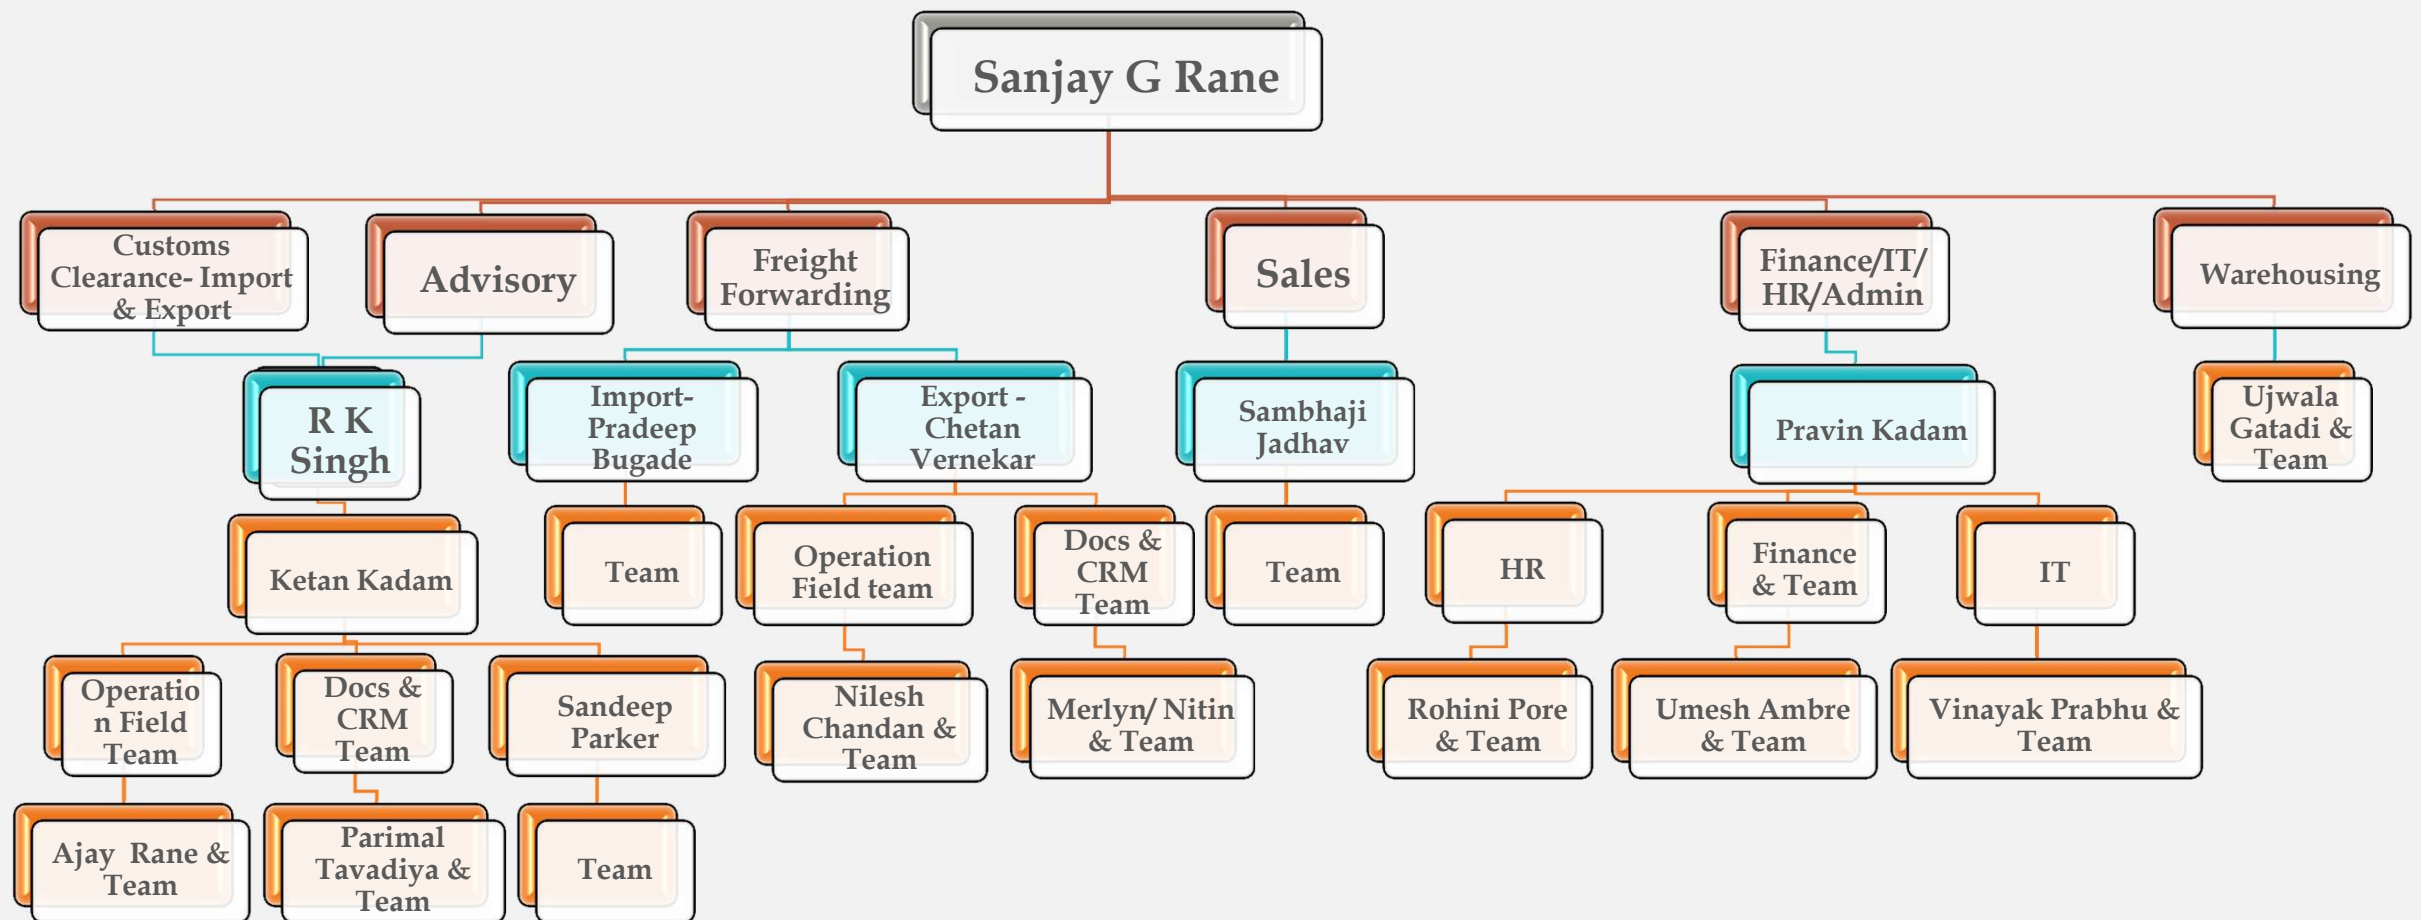 Sanjay G Rane
Customs
Clearance- Import
& Export
Advisory
Freight
Forwarding
Sales
Finance/IT/
HR/Admin
Warehousing
R K
Singh
Import-
Pradeep
Bugade
Export -
Chetan
Vernekar
Sambhaji
Jadhav
Pravin Kadam
Ujwala
Gatadi &
Team
Ketan Kadam
Team
Operation
Field team
Docs &
CRM
Team
Team
HR
Finance
& Team
IT
Operatio
n Field
Team
Docs &
CRM
Team
Sandeep
Parker
Nilesh
Chandan &
Team
Merlyn/ Nitin
& Team
Rohini Pore
& Team
Umesh Ambre
& Team
Vinayak Prabhu &
Team
Ajay  Rane &
Team
Parimal
Tavadiya &
Team
Team